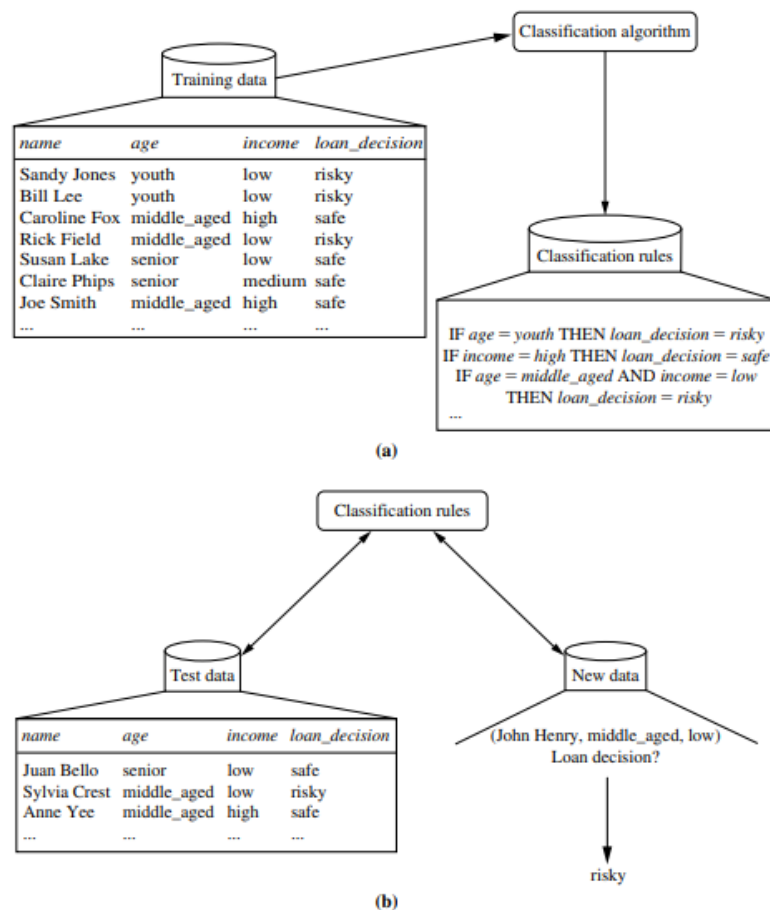 Classification algorithm
Training data
name age income loan_decision
Sandy Jones youth low risky
Bill Lee youth low risky
Caroline Fox middle_aged high safe
Rick Field middle_aged low risky
Susan Lake senior low safe
Claire Phips senior medium safe
Joe Smith middle_aged high safe
... ... ... ...
Classification rules
IF age = youth THEN loan_decision = risky
IF income = high THEN loan_decision = safe
IF age = middle_aged AND income = low
THEN loan_decision = risky
...
(a)
Classification rules
Test data
name age income loan_decision
Juan Bello senior low safe
Sylvia Crest middle_aged low risky
Anne Yee middle_aged high safe
... ... ... ...
New data
(John Henry, middle_aged, low)
Loan decision?
risky
(b)